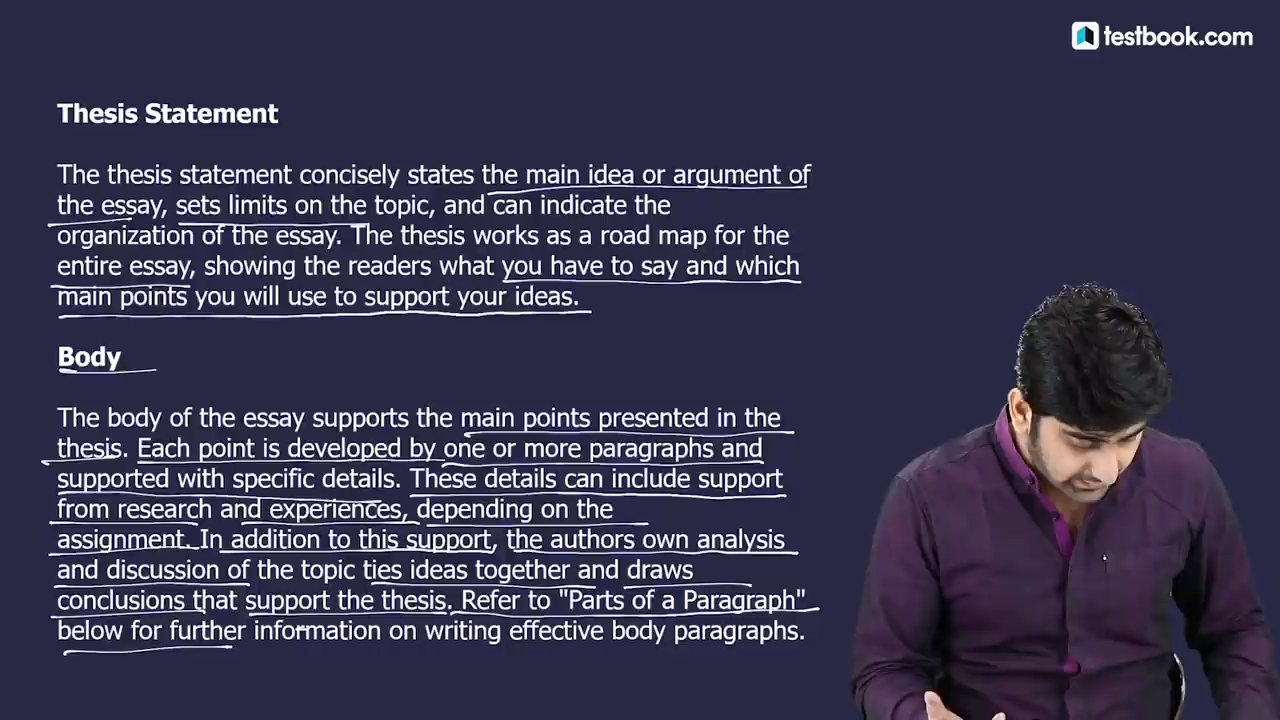 testbook.com
Thesis Statement
The thesis statement concisely states the main idea or argument of
the essay, sets limits on the topic, and can indicate the
organization of the essay. The thesis works as a road map for the
entire essay, showing the readers what you have to say and which
main points you will use to support your ideas.
Body
The body of the essay supports the main points presented in the
thesis. Each point is developed by one or more paragraphs and
supported with specific details. These details can include support
from research and experiences, depending on the
assignment. In addition to this support, the authors own analysis
and discussion of the topic ties ideas together and draws
conclusions that support the thesis. Refer to "Parts of a Paragraph"
below for further information on writing effective body paragraphs.